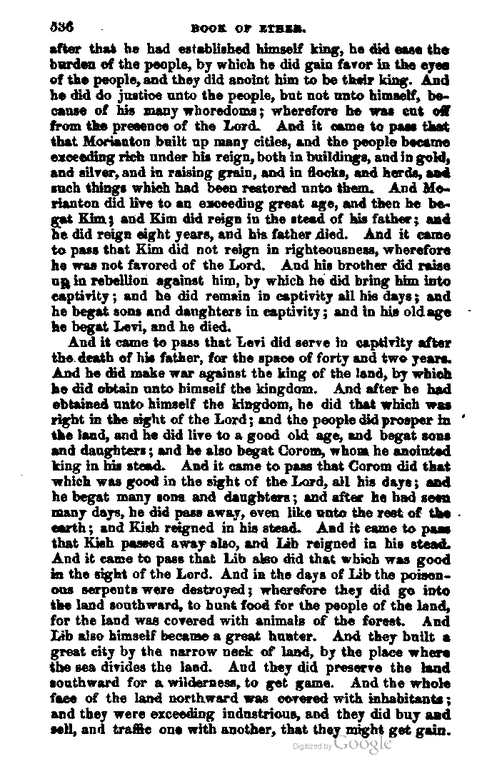 536 BOOK OF ETHER.
after that he had established himself king, he did ease the
burden of the people, by which he did gain favor in the eyes
of the people, and they did anoint him to be their king. And
he did do justice unto the people, but not unto himself, be-
cause of his many whoredoms; wherefore he was cut off
from the presence of the Lord. And it came to pass that
that Morianton built up many cities, and the people became
exceeding rich under his reign, both in buildings, and in gold,
and silver, and in raising grain, and in flocks, and herds, and
such things which had been restored unto them. And Mo-
rianton did live to an exceeding great age, and then he be-
gat Kim; and Kim did reign in the stead of his father; and
he did reign eight years, and his father died. And it came
to pass that Kim did not reign in righteousness, wherefore
he was not favored of the Lord. And his brother did raise
up in rebellion against him, by which he did bring him into
captivity; and he did remain in captivity all his days; and
he begat sons and daughters in captivity; and in his old age
he begat Levi, and he died.
And it came to pass that Levi did serve in captivity after
the death of his father, for the space of forty and two years.
And he did make war against the king of the land, by which
he did obtain unto himself the kingdom. And after he had
obtained unto himself the kingdom, he did that which was
right in the sight of the Lord; and the people did prosper in
the land, and he did live to a good old age, and begat sons
and daughters; and he also begat Corom, whom he anointed
king in his stead. And it came to pass that Corom did that
which was good in the sight of the Lord, all his days; and
he begat many sons and daughters; and after he had seen
many days, he did pass away, even like unto the rest of the
earth; and Kish reigned in his stead. And it came to pass
that Kish passed away also, and Lib reigned in his stead.
And it came to pass that Lib also did that which was good
in the sight of the Lord. And in the days of Lib the poison-
ous serpents were destroyed; wherefore they did go into
the land southward, to hunt food for the people of the land,
for the land was covered with animals of the forest. And
Lib also himself became a great hunter. And they built a
great city by the narrow neck of land, by the place where
the sea divides the land. And they did preserve the land
southward for a wilderness, to get game. And the whole
face of the land northward was covered with inhabitants;
and they were exceeding industrious, and they did buy and
sell, and traffic one with another, that they might get gain.
Digitized by Google